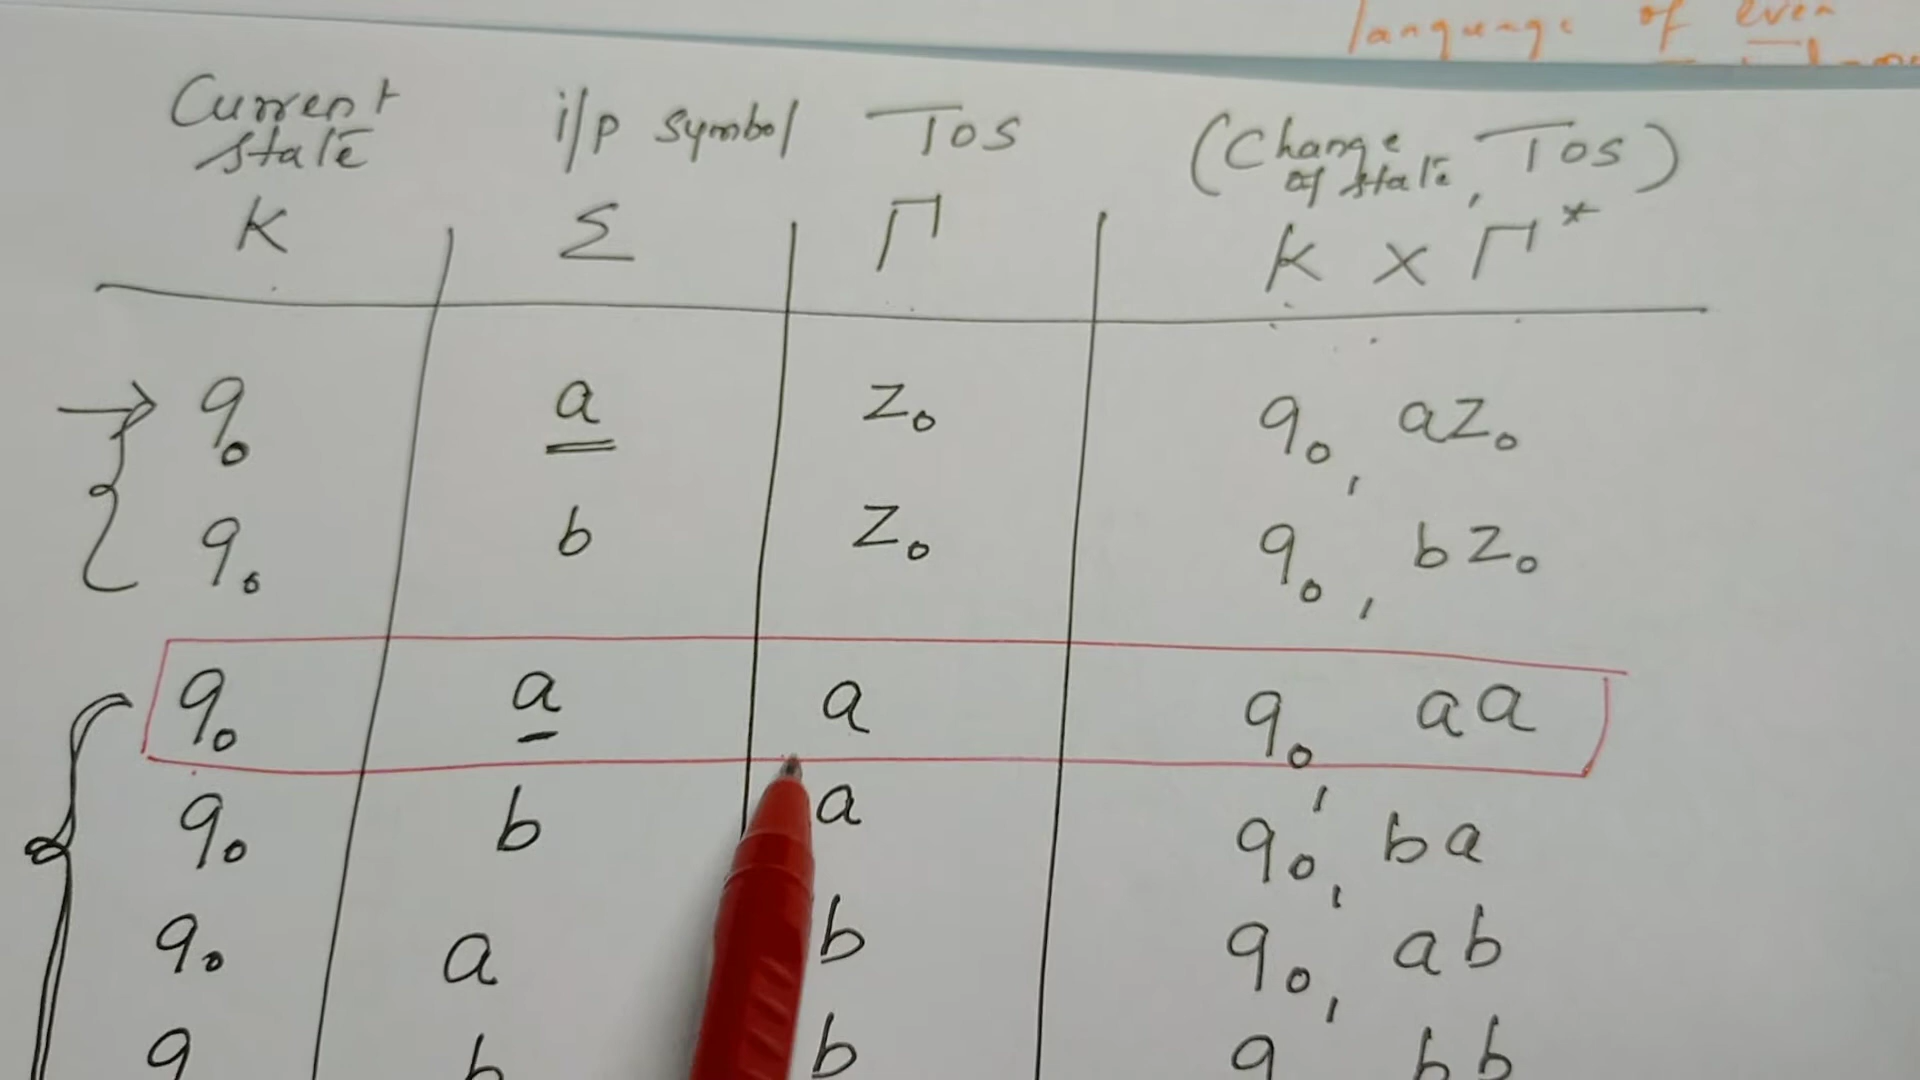 language of even
Current state i/p symbol TOS (Change of state, TOS)
K Σ Γ K x Γ*
→ q₀ a z₀ q₀, az₀
q₀ b z₀ q₀, bz₀
q₀ a a q₀, aa
q₀ b a q₀, ba
q₀ a b q₀, ab
q b b q bb